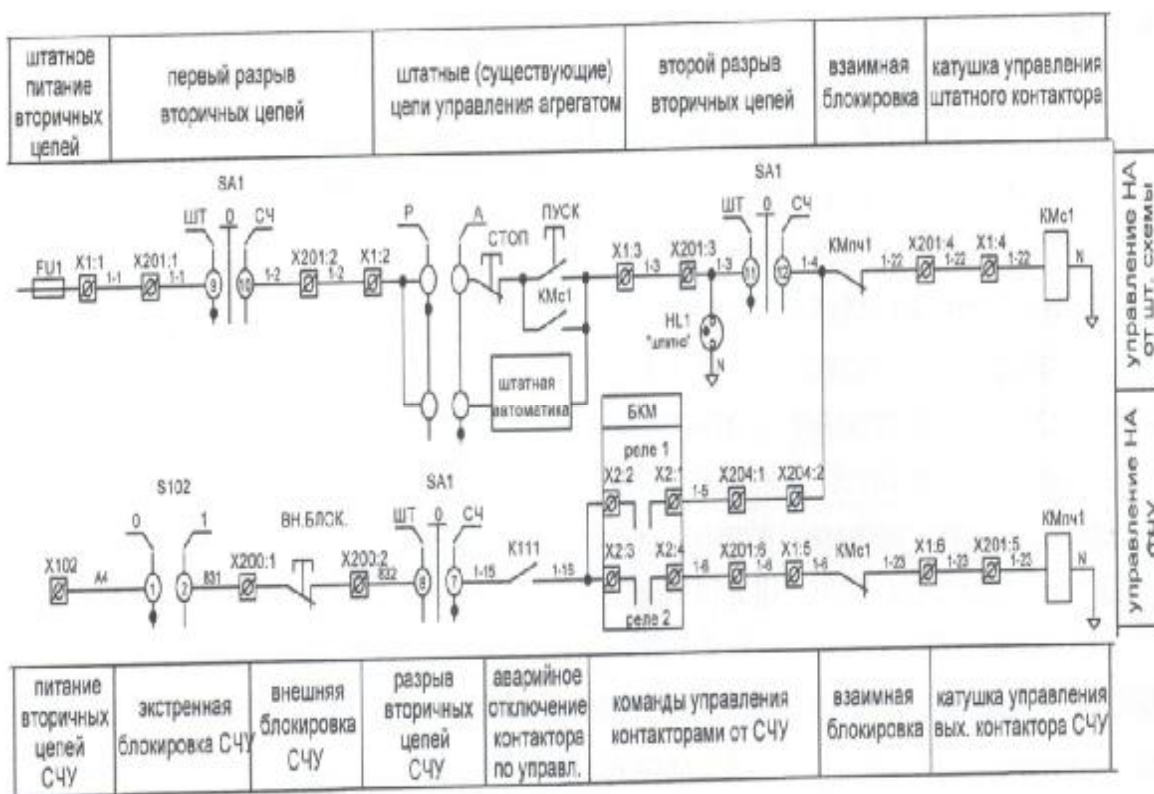 штатное
питание
вторичных
цепей
первый разрыв
вторичных цепей
штатные (существующие)
цепи управления агрегатом
второй разрыв
вторичных цепей
взаимная
блокировка
катушка управления
штатного контактора
SA1
ШТ 0 СЧ
FU1
X1:1
1-1
X201:1
1-1
9
10
1-2
X201:2
1-2
X1:2
Р
А
СТОП
ПУСК
КМс1
штатная
автоматика
X1:3
1-3
X201:3
1-3
HL1
N
SA1
ШТ 0 СЧ
11
12
1-4
КМпч1
1-22
X201:4
1-22
X1:4
1-22
КМс1
N
управление НА
от шт. схемы
БКМ
реле 1
X2:2
X2:1
1-5
X204:1
X204:2
S102
0
1
X102
А4
1
2
831
X200:1
ВН.БЛОК.
X200:2
832
SA1
ШТ 0 СЧ
8
7
1-15
К111
1-15
X2:3
X2:4
реле 2
1-6
X201:6
1-6
X1:5
1-6
КМс1
1-23
X1:6
1-23
X201:5
1-23
КМпч1
N
управление НА
питание
вторичных
цепей
СЧУ
экстренная
блокировка СЧУ
внешняя
блокировка
СЧУ
разрыв
вторичных
цепей
СЧУ
аварийное
отключение
контактора
по управл.
команды управления
контакторами от СЧУ
взаимная
блокировка
катушка управления
вых. контактора СЧУ